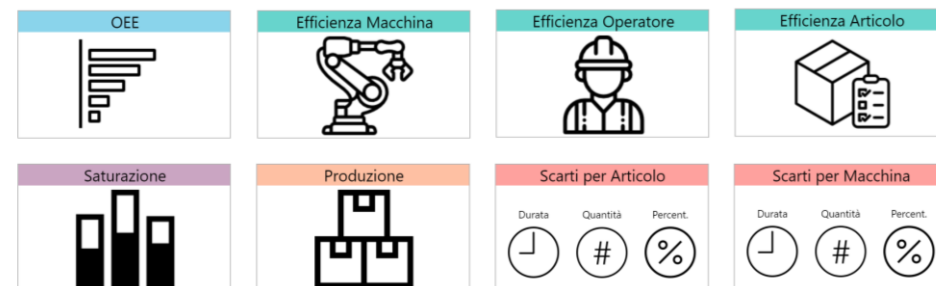 OEE
Efficienza Macchina
Efficienza Operatore
Efficienza Articolo
Saturazione
Produzione
Scarti per Articolo
Scarti per Macchina
Durata Quantità Percent.
Durata Quantità Percent.
# %
# %